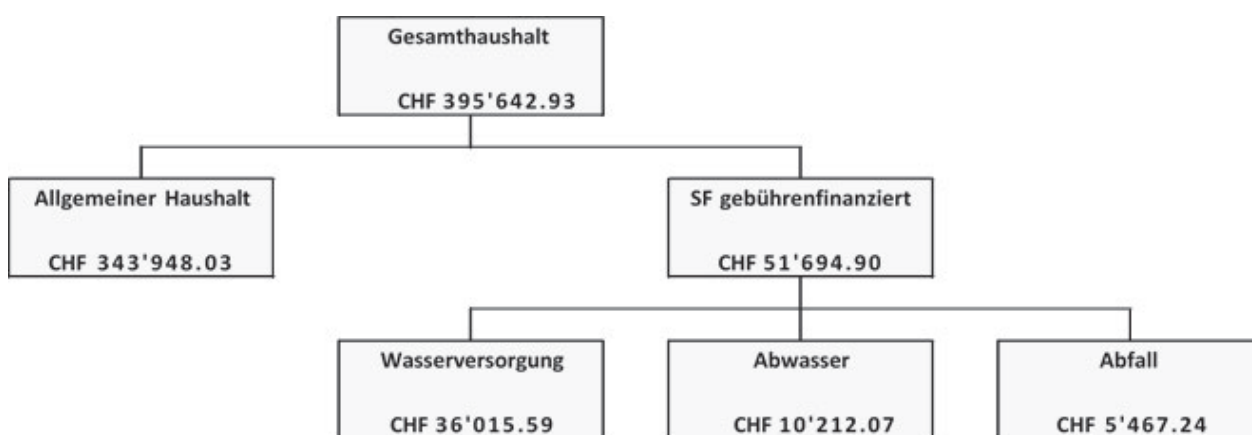 Gesamthaushalt
CHF 395'642.93
Allgemeiner Haushalt
CHF 343'948.03
SF gebührenfinanziert
CHF 51'694.90
Wasserversorgung
CHF 36'015.59
Abwasser
CHF 10'212.07
Abfall
CHF 5'467.24